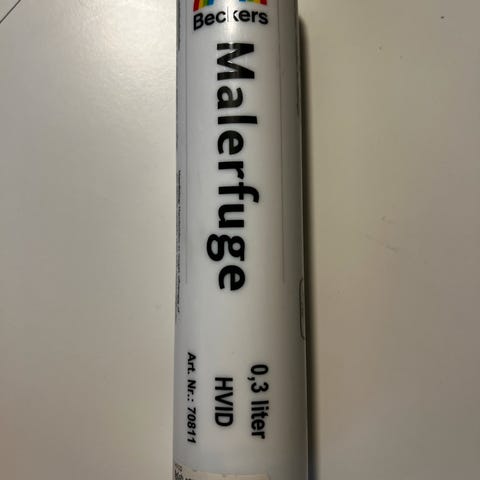 Beckers
Malerfuge
0,3 liter
HVID
Art. Nr.: 70811